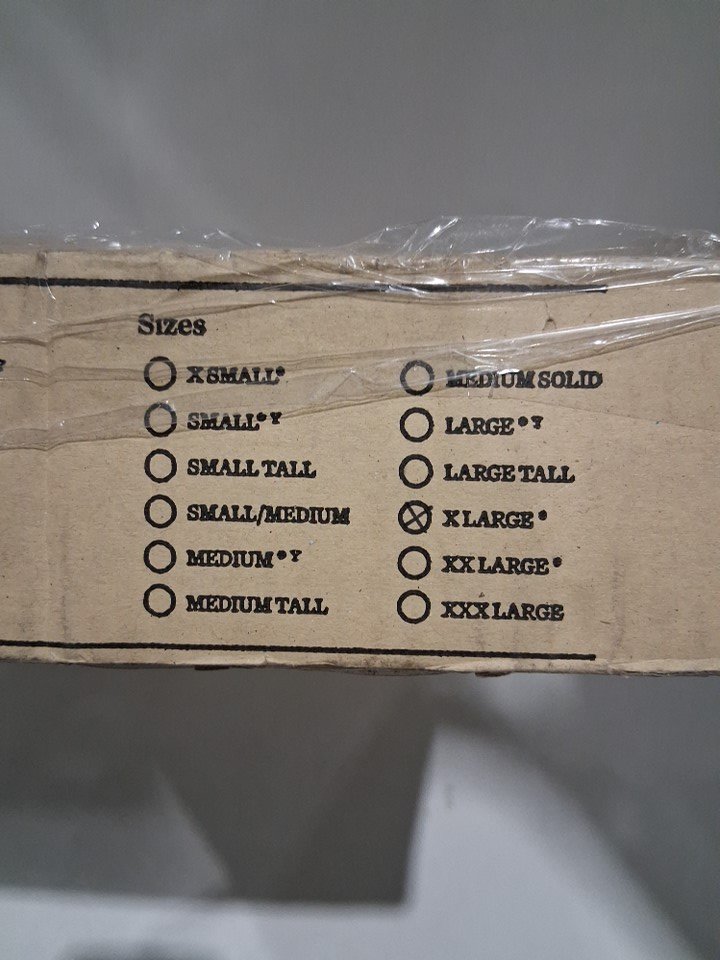 Sizes
X SMALL*
SMALL* Y
SMALL TALL
SMALL/MEDIUM
MEDIUM* Y
MEDIUM TALL
MEDIUM SOLID
LARGE* Y
LARGE TALL
X LARGE*
XX LARGE*
XXX LARGE